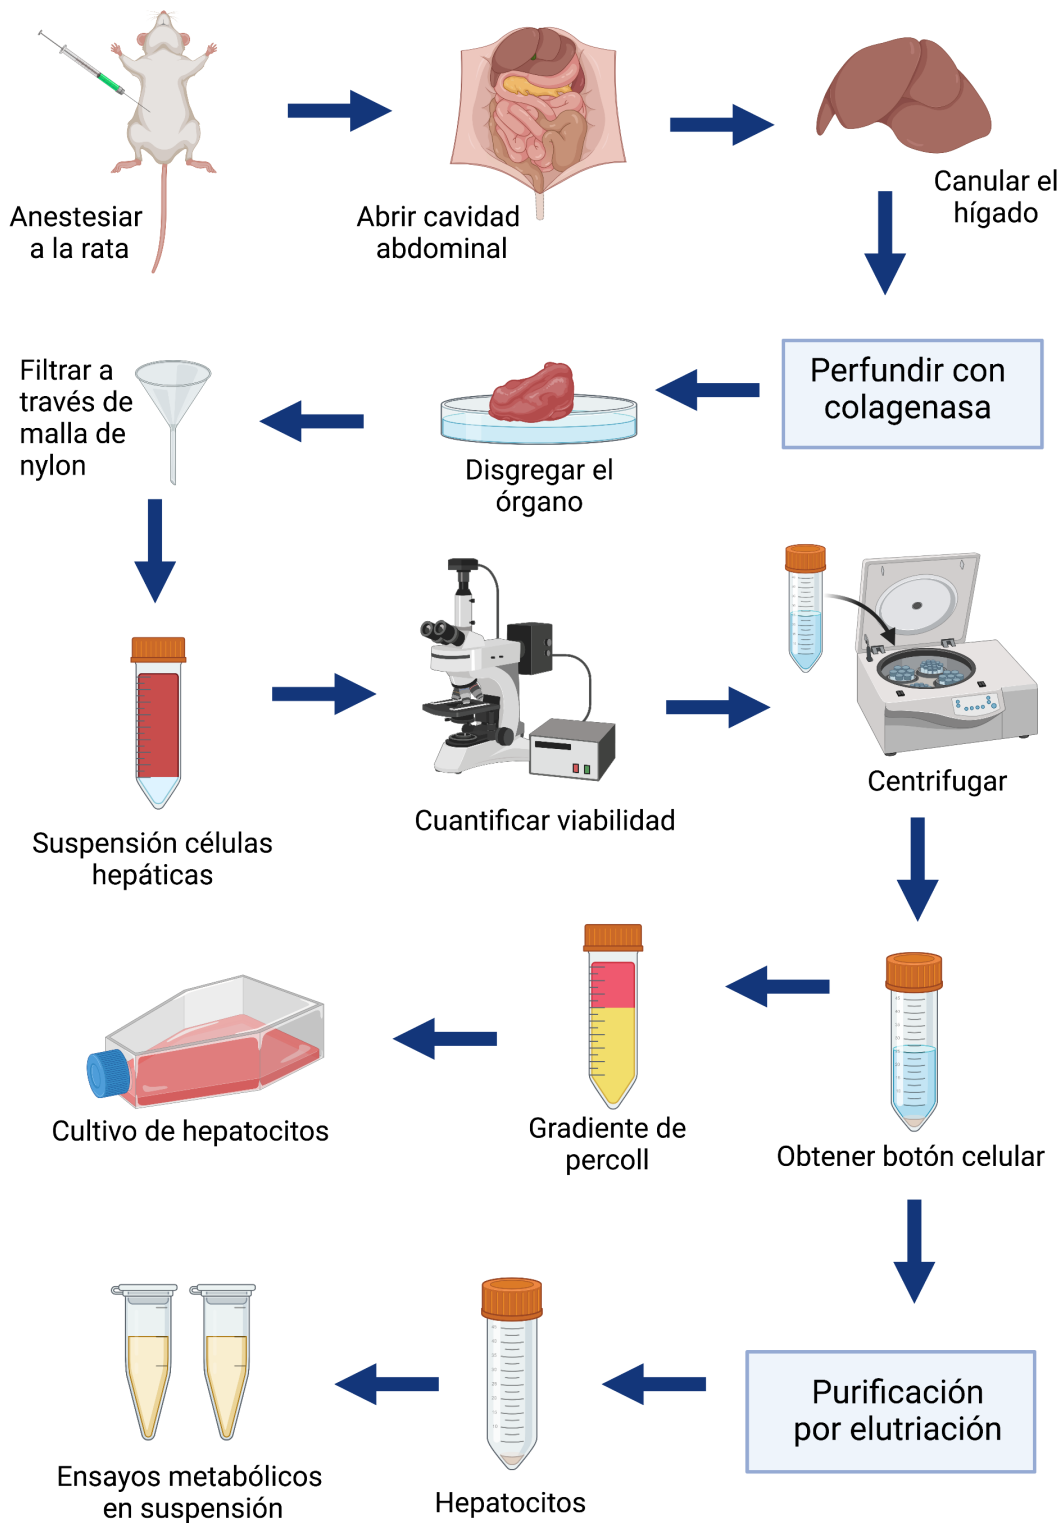 Anestesiar
a la rata
Abrir cavidad
abdominal
Canular el
hígado
Perfundir con
colagenasa
Disgregar el
órgano
Filtrar a
través de
malla de
nylon
Suspensión células
hepáticas
Cuantificar viabilidad
Centrifugar
Obtener botón celular
Gradiente de
percoll
Cultivo de hepatocitos
Purificación
por elutriación
Hepatocitos
Ensayos metabólicos
en suspensión